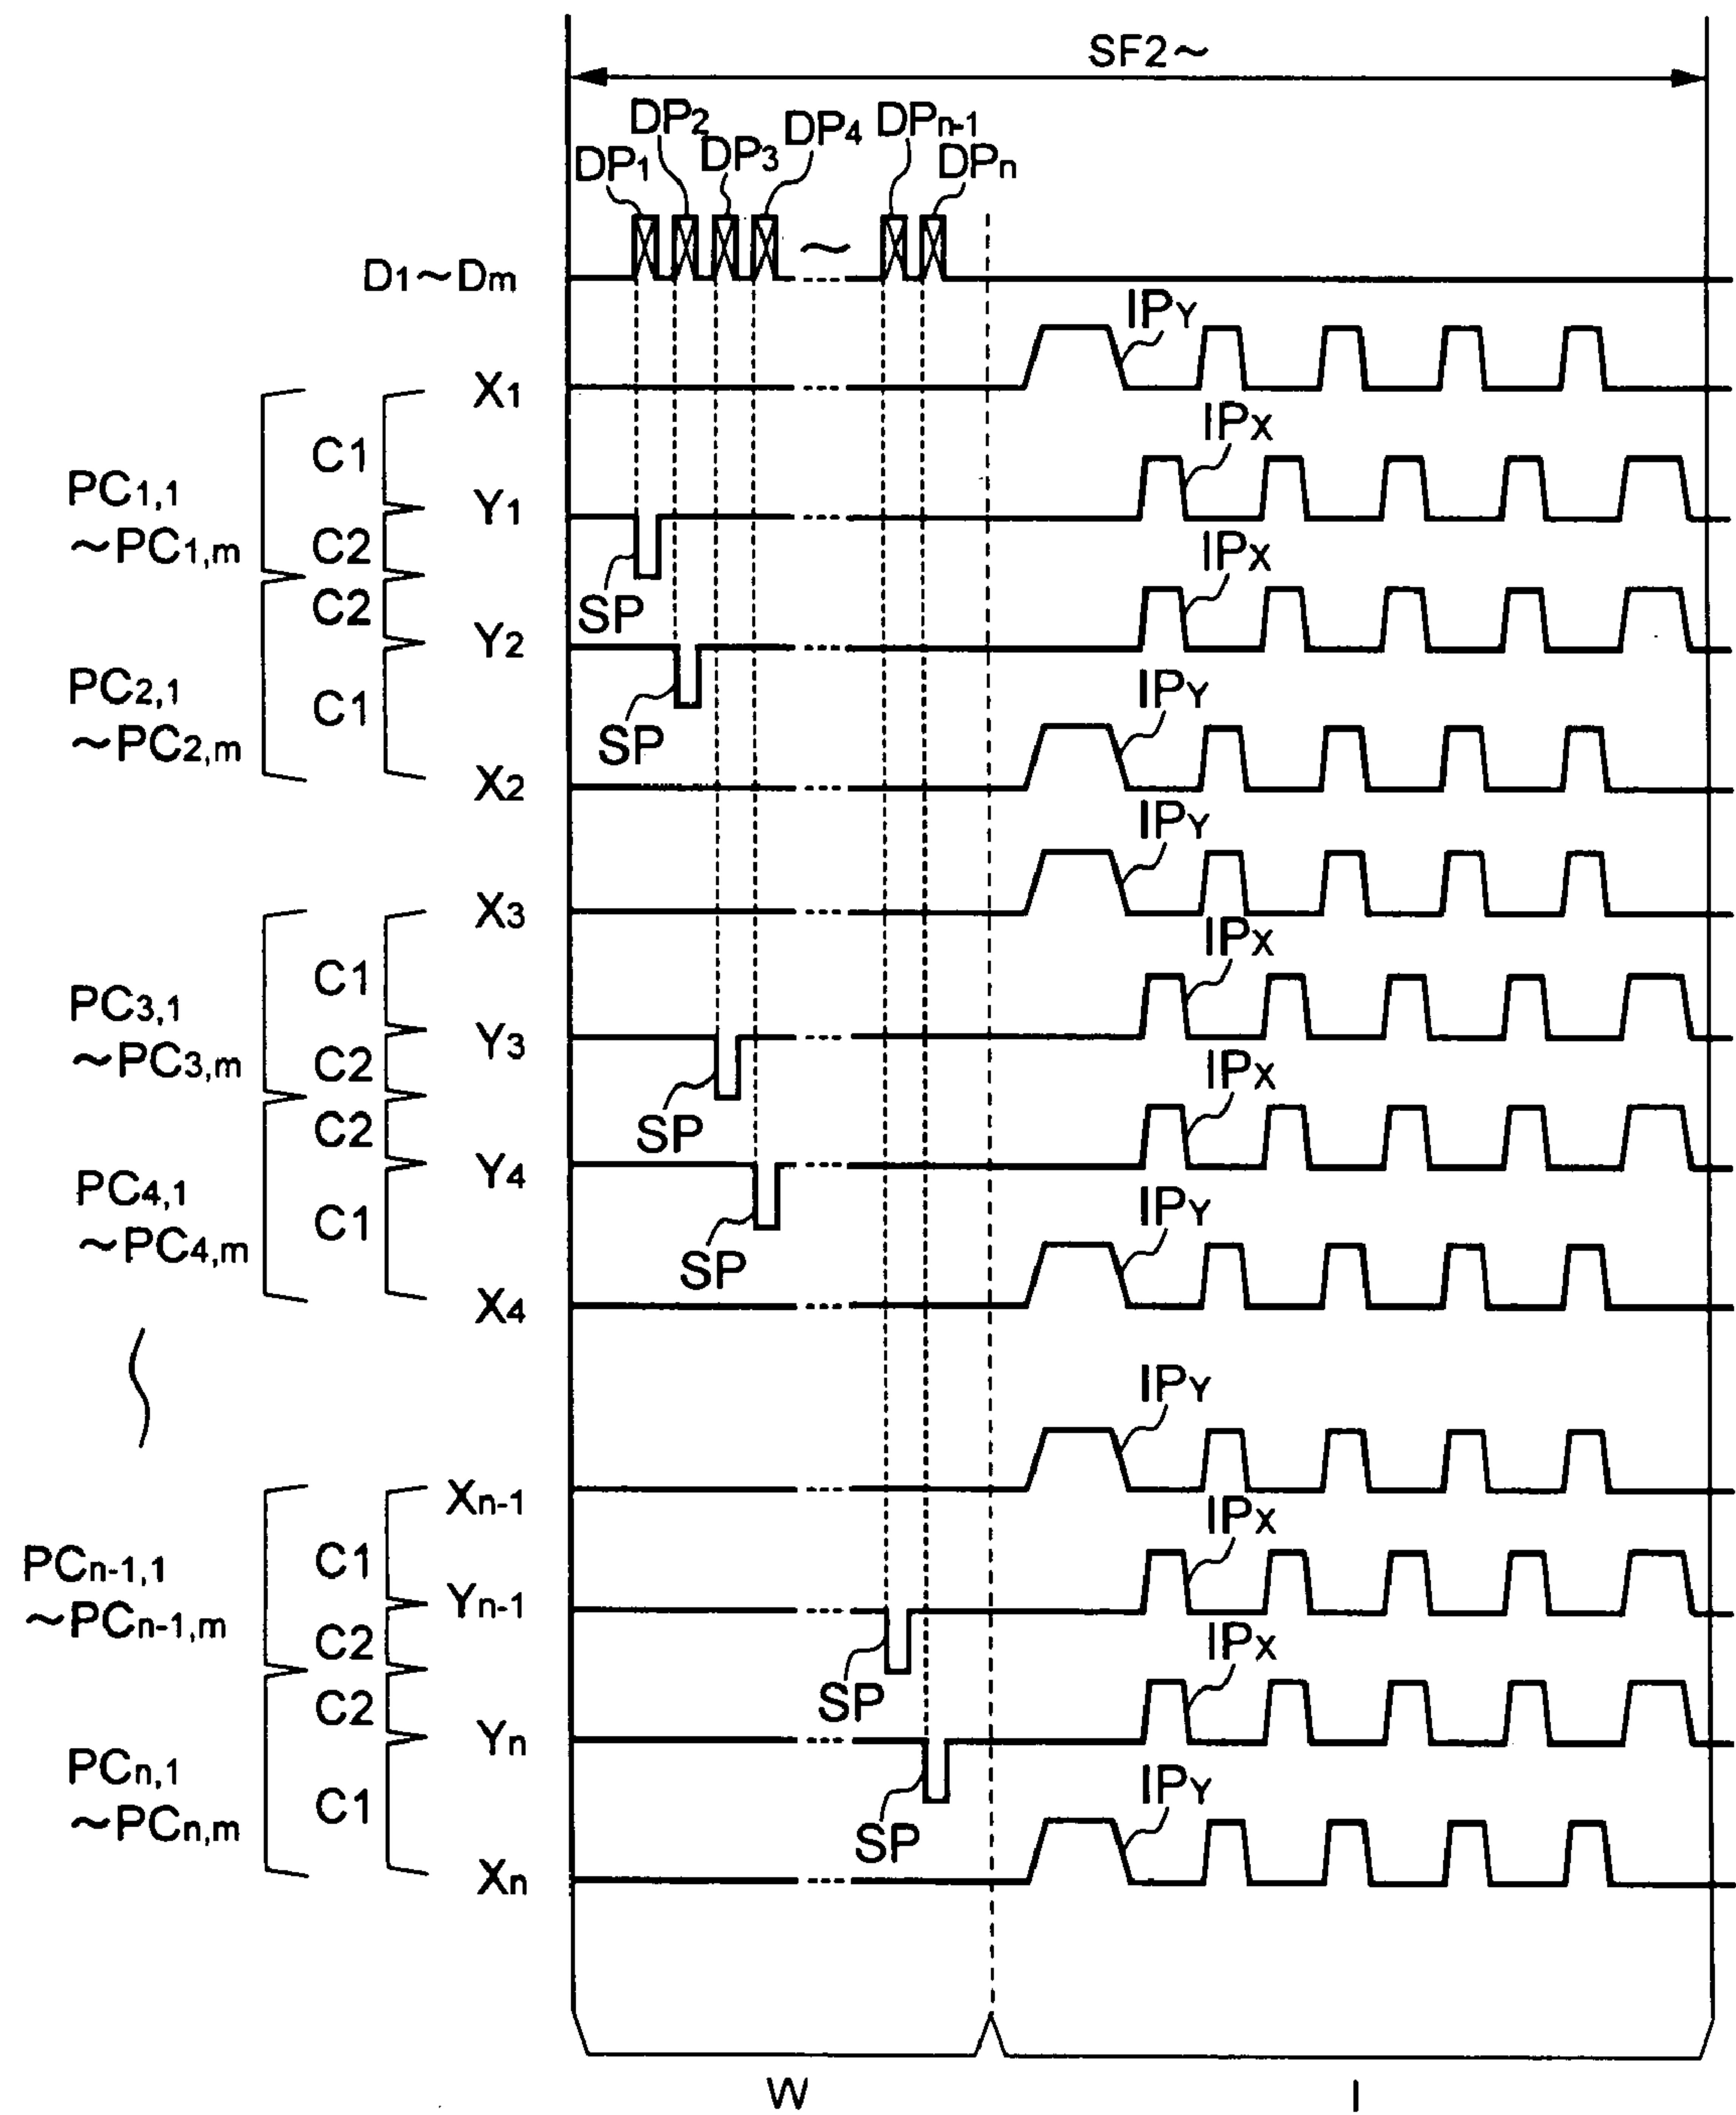 SF2~
DP1 DP2 DP3 DP4 DPn-1 DPn
~
D1~Dm
X1 IPY
C1
PC1,1
~PC1,m
Y1 IPX
C2
SP
C2
Y2 IPX
PC2,1
~PC2,m
C1
SP
X2 IPY
X3 IPY
C1
PC3,1
~PC3,m
Y3 IPX
C2
SP
C2
Y4 IPX
PC4,1
~PC4,m
C1
SP
X4 IPY
Xn-1 IPY
PCn-1,1
~PCn-1,m
C1
Yn-1 IPX
C2
SP
C2
Yn IPX
PCn,1
~PCn,m
C1
SP
Xn IPY
W I